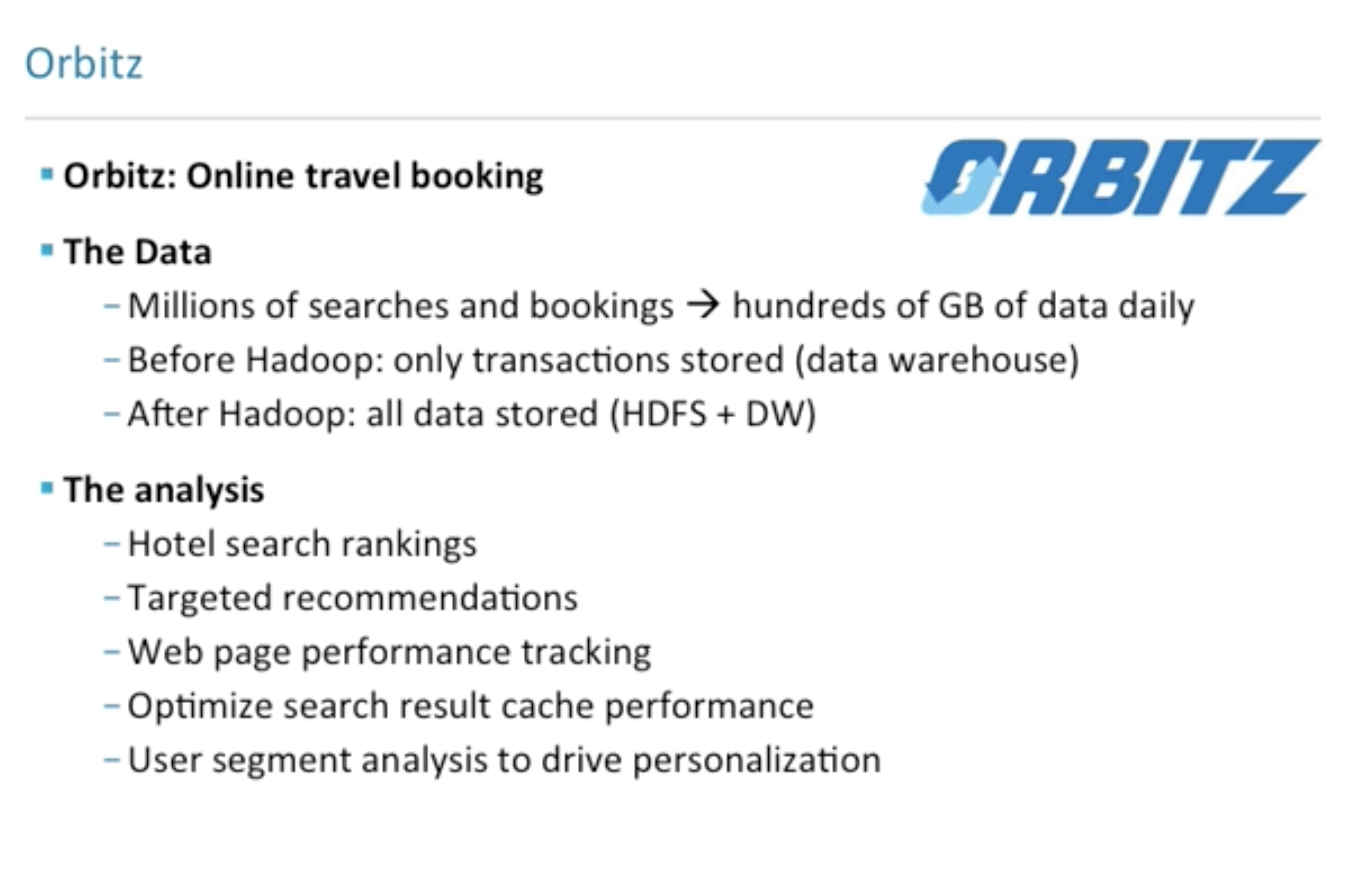 Orbitz
ORBITZ
▪ Orbitz: Online travel booking
▪ The Data
– Millions of searches and bookings → hundreds of GB of data daily
– Before Hadoop: only transactions stored (data warehouse)
– After Hadoop: all data stored (HDFS + DW)
▪ The analysis
– Hotel search rankings
– Targeted recommendations
– Web page performance tracking
– Optimize search result cache performance
– User segment analysis to drive personalization